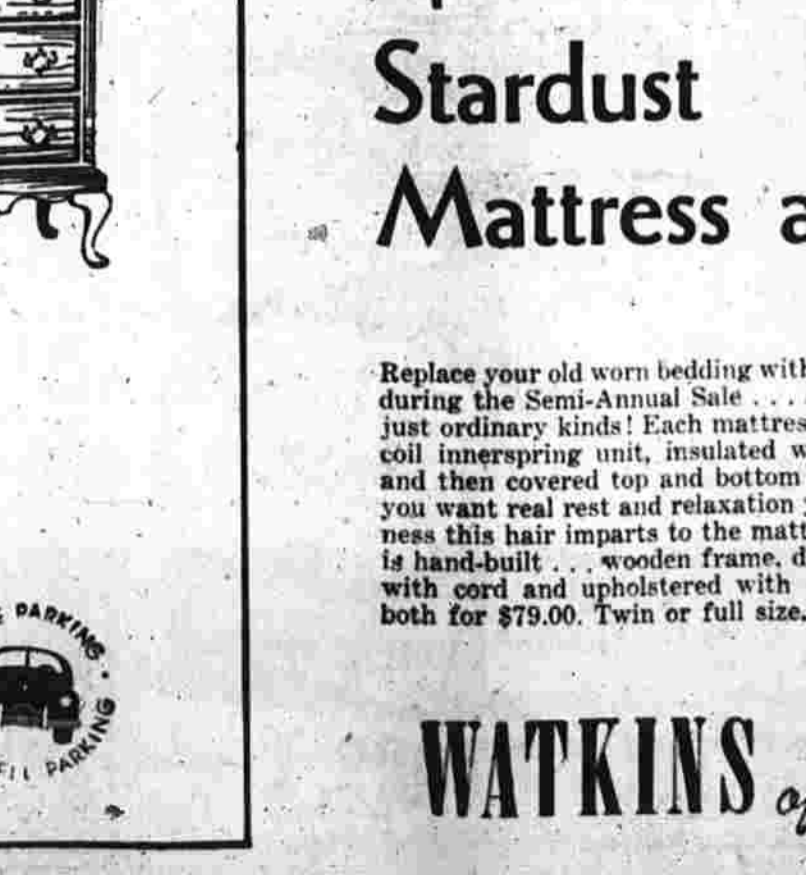 Stardust
Mattress
Replace your old worn bedding with
during the Semi-Annual Sale . . .
just ordinary kinds! Each mattres
coil innerspring unit, insulated w
and then covered top and bottom
you want real rest and relaxation
ness this hair imparts to the matt
is hand-built . . . wooden frame, d
with cord and upholstered with
both for $79.00. Twin or full size.
PARKING
PARKING
WATKINS